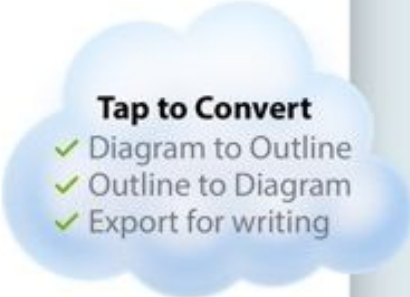 Tap to Convert
✓ Diagram to Outline
✓ Outline to Diagram
✓ Export for writing